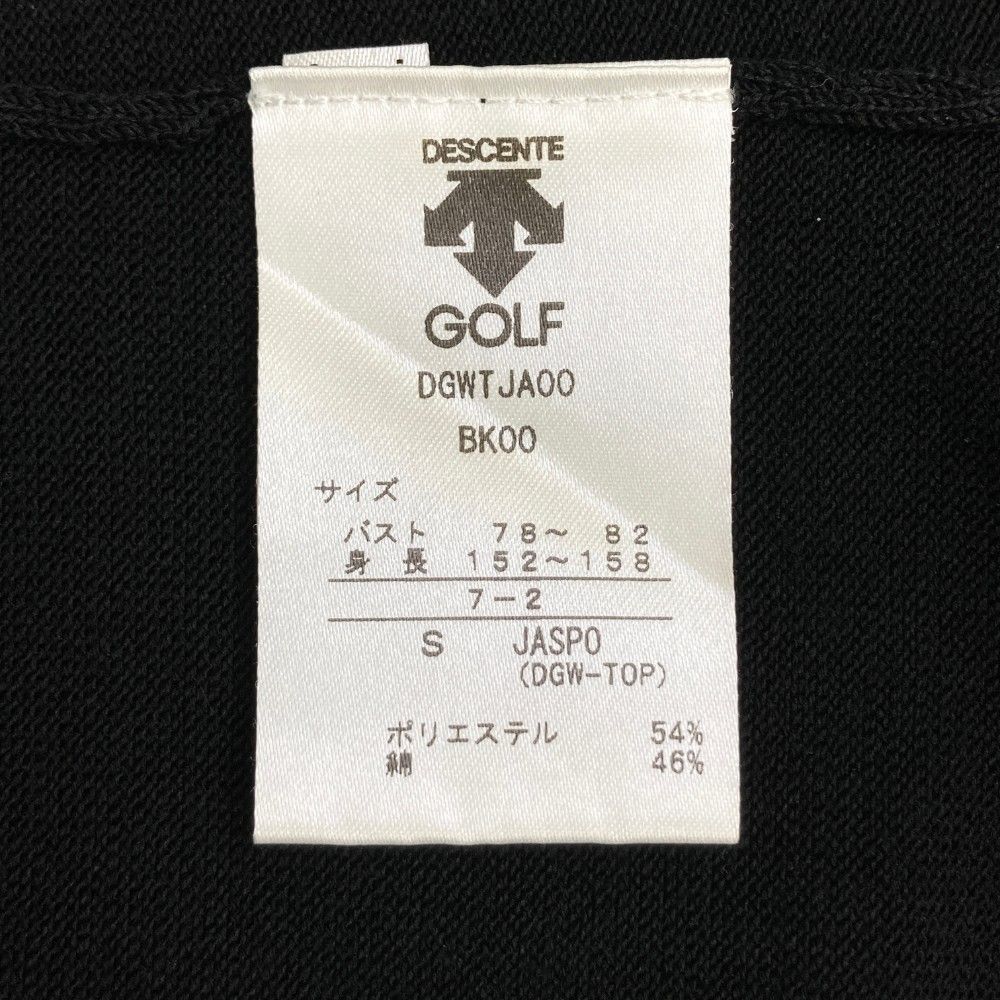 DESCENTE
GOLF
DGWTJA00
BK00
サイズ
バスト 78～ 82
身長 152～158
7-2
S JASPO
(DGW-TOP)
ポリエステル 54%
綿 46%